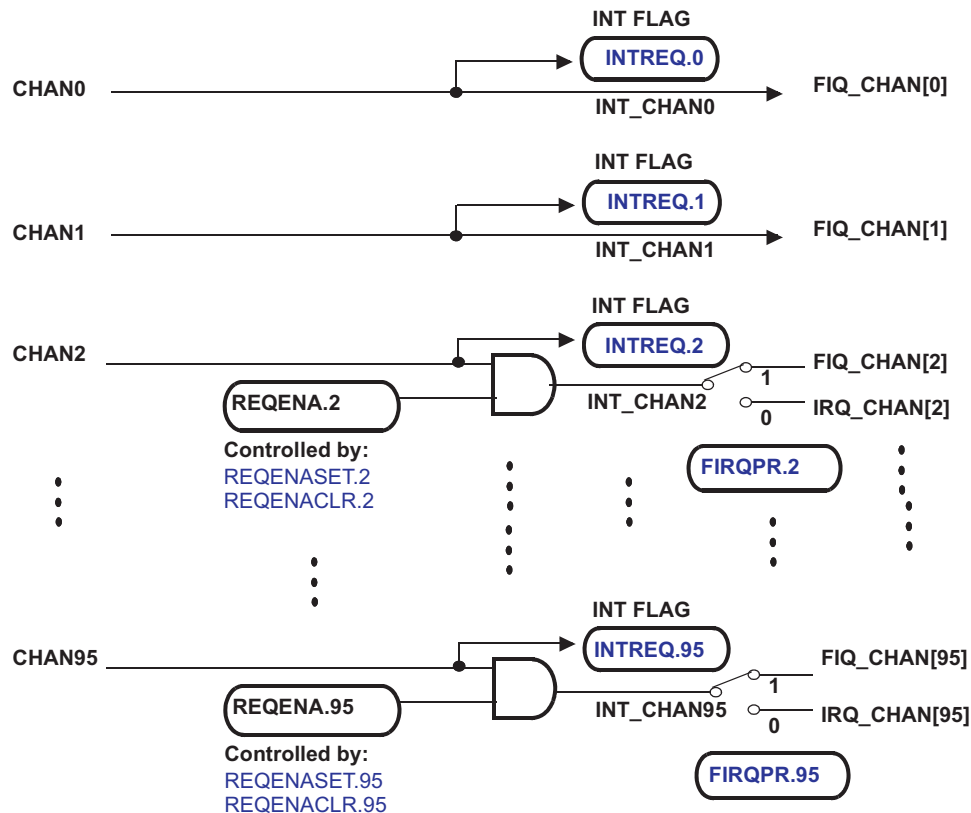 INT FLAG
INTREQ.0
CHAN0
FIQ_CHAN[0]
INT_CHAN0
INT FLAG
INTREQ.1
CHAN1
FIQ_CHAN[1]
INT_CHAN1
INT FLAG
INTREQ.2
CHAN2
FIQ_CHAN[2]
1
REQENA.2
INT_CHAN2
0
IRQ_CHAN[2]
Controlled by:
REQENASET.2
REQENACLR.2
FIRQPR.2
INT FLAG
INTREQ.95
CHAN95
FIQ_CHAN[95]
1
REQENA.95
INT_CHAN95
0
IRQ_CHAN[95]
Controlled by:
REQENASET.95
REQENACLR.95
FIRQPR.95